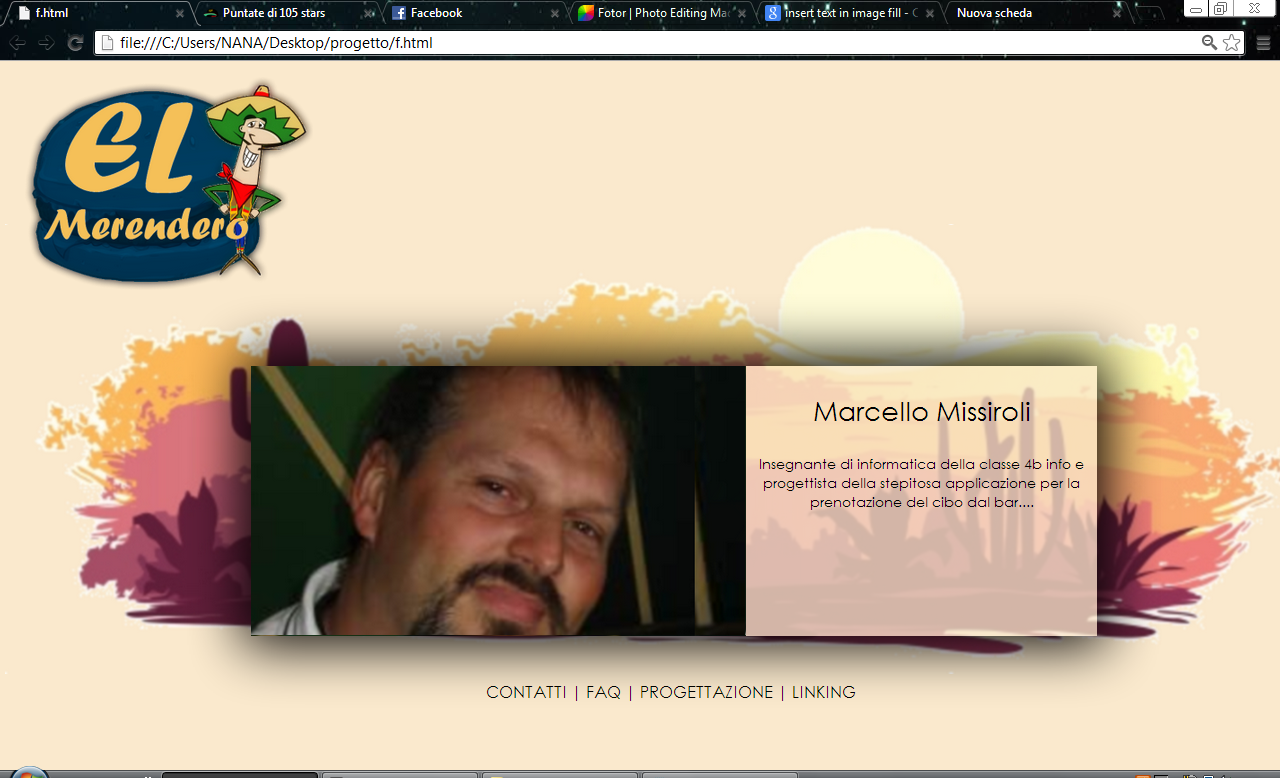 f.html
Puntate di 105 stars
Facebook
Fotor | Photo Editing Mac
insert text in image fill - C
Nuova scheda
file:///C:/Users/NANA/Desktop/progetto/f.html
EL
Merendero
Marcello Missiroli
Insegnante di informatica della classe 4b info e
progettista della stepitosa applicazione per la
prenotazione del cibo dal bar....
CONTATTI | FAQ | PROGETTAZIONE | LINKING